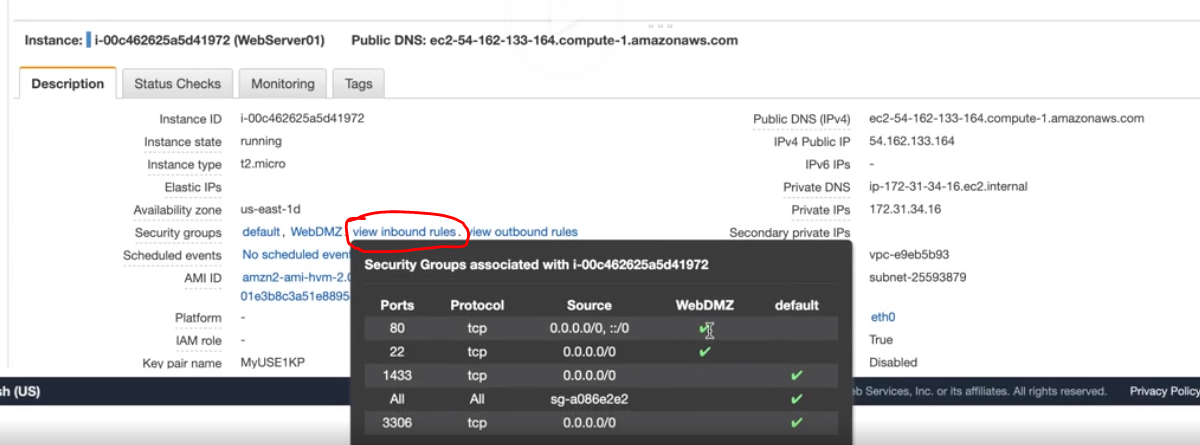 Instance: i-00c462625a5d41972 (WebServer01) Public DNS: ec2-54-162-133-164.compute-1.amazonaws.com
Description Status Checks Monitoring Tags
Instance ID i-00c462625a5d41972
Instance state running
Instance type t2.micro
Elastic IPs
Availability zone us-east-1d
Security groups default, WebDMZ view inbound rules. view outbound rules
Scheduled events No scheduled event
AMI ID amzn2-ami-hvm-2.0
01e3b8c3a51e8895
Platform -
IAM role -
Key pair name MyUSE1KP
Public DNS (IPv4) ec2-54-162-133-164.compute-1.amazonaws.com
IPv4 Public IP 54.162.133.164
IPv6 IPs -
Private DNS ip-172-31-34-16.ec2.internal
Private IPs 172.31.34.16
Secondary private IPs
vpc-e9eb5b93
subnet-25593879
eth0
True
Disabled
Security Groups associated with i-00c462625a5d41972
Ports Protocol Source WebDMZ default
80 tcp 0.0.0.0/0, ::/0 ✔
22 tcp 0.0.0.0/0 ✔
1433 tcp 0.0.0.0/0 ✔
All All sg-a086e2e2 ✔
3306 tcp 0.0.0.0/0 ✔
sh (US) b Services, Inc. or its affiliates. All rights reserved. Privacy Policy